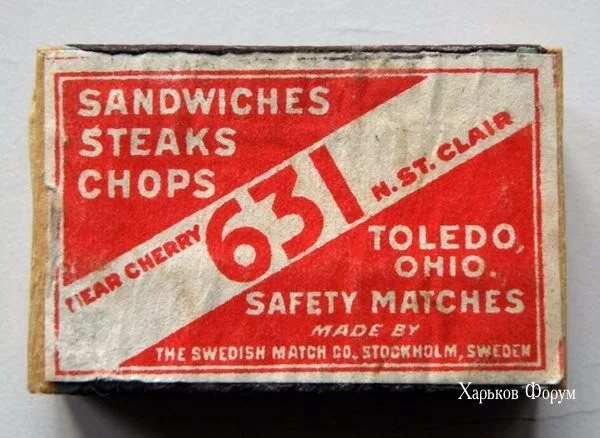 SANDWICHES
STEAKS
CHOPS
NEAR CHERRY 631 N. ST. CLAIR
TOLEDO,
OHIO.
SAFETY MATCHES
MADE BY
THE SWEDISH MATCH CO. STOCKHOLM, SWEDEN
Харьков Форум